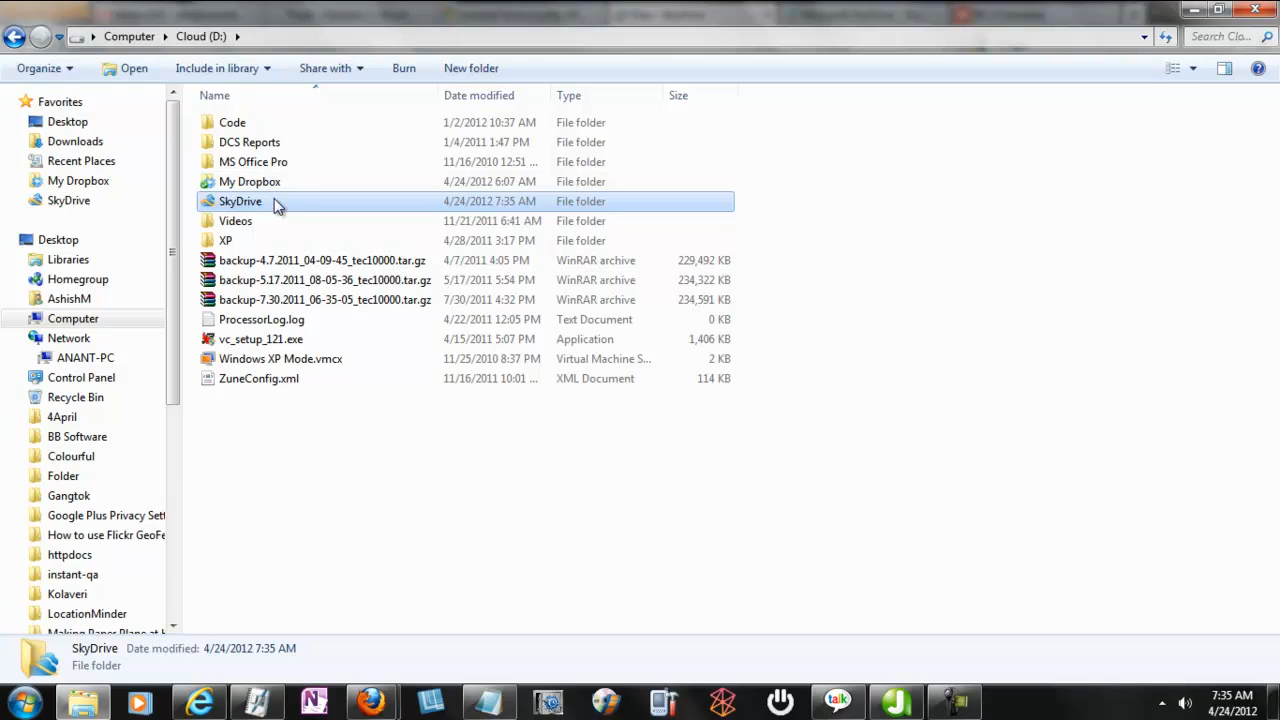 Computer Cloud (D:) Search Clo...
Organize Open Include in library Share with Burn New folder
Favorites
Desktop
Downloads
Recent Places
My Dropbox
SkyDrive
Desktop
Libraries
Homegroup
AshishM
Computer
Network
ANANT-PC
Control Panel
Recycle Bin
4April
BB Software
Colourful
Folder
Gangtok
Google Plus Privacy Sett
How to use Flickr GeoFe
httpdocs
instant-qa
Kolaveri
LocationMinder
Making Paper Plane at H
Name Date modified Type Size
Code 1/2/2012 10:37 AM File folder
DCS Reports 1/4/2011 1:47 PM File folder
MS Office Pro 11/16/2010 12:51 ... File folder
My Dropbox 4/24/2012 6:07 AM File folder
SkyDrive 4/24/2012 7:35 AM File folder
Videos 11/21/2011 6:41 AM File folder
XP 4/28/2011 3:17 PM File folder
backup-4.7.2011_04-09-45_tec10000.tar.gz 4/7/2011 4:05 PM WinRAR archive 229,492 KB
backup-5.17.2011_08-05-36_tec10000.tar.gz 5/17/2011 5:54 PM WinRAR archive 234,322 KB
backup-7.30.2011_06-35-05_tec10000.tar.gz 7/30/2011 4:32 PM WinRAR archive 234,591 KB
ProcessorLog.log 4/22/2011 12:05 PM Text Document 0 KB
vc_setup_121.exe 4/15/2011 5:07 PM Application 1,406 KB
Windows XP Mode.vmcx 11/25/2010 8:37 PM Virtual Machine S... 2 KB
ZuneConfig.xml 11/16/2011 10:01 ... XML Document 114 KB
SkyDrive Date modified: 4/24/2012 7:35 AM
File folder
talk
7:35 AM
4/24/2012